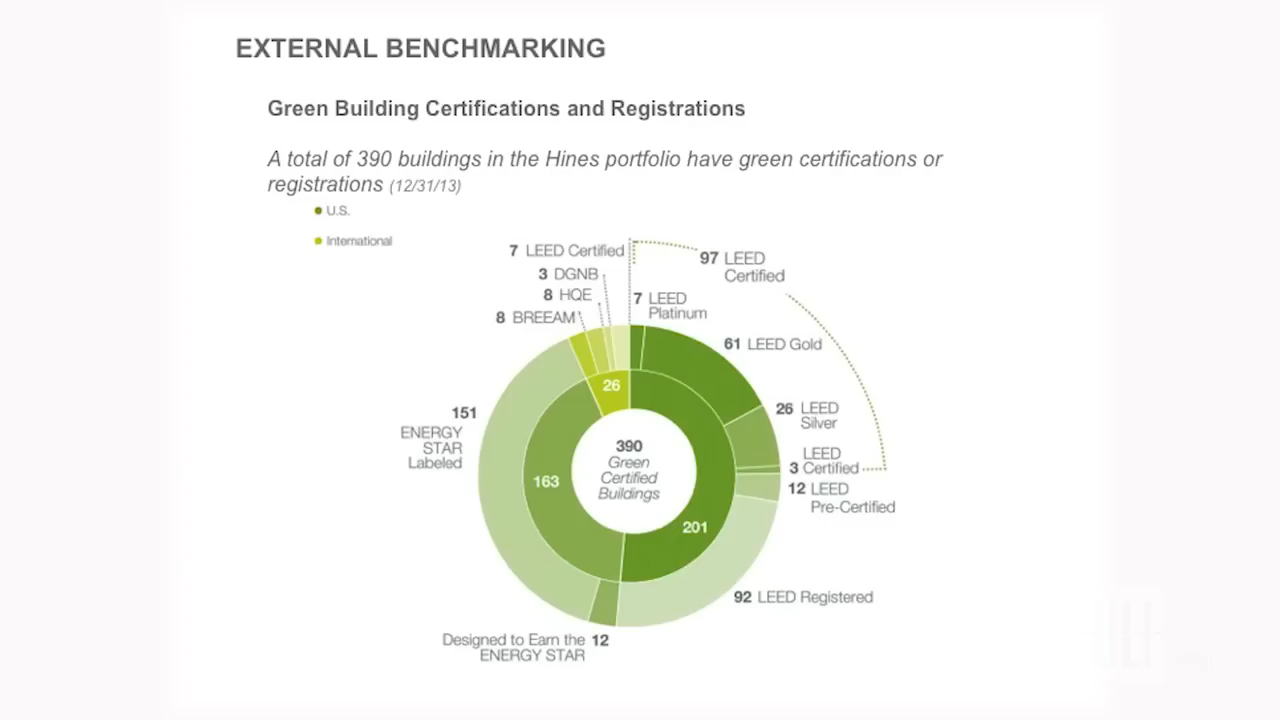 EXTERNAL BENCHMARKING
Green Building Certifications and Registrations
A total of 390 buildings in the Hines portfolio have green certifications or
registrations (12/31/13)
U.S.
International
7 LEED Certified
3 DGNB
8 HQE
8 BREEAM
97 LEED
Certified
7 LEED
Platinum
61 LEED Gold
26 LEED
Silver
LEED
3 Certified
12 LEED
Pre-Certified
92 LEED Registered
Designed to Earn the 12
ENERGY STAR
151
ENERGY
STAR
Labeled
26
163
201
390
Green
Certified
Buildings